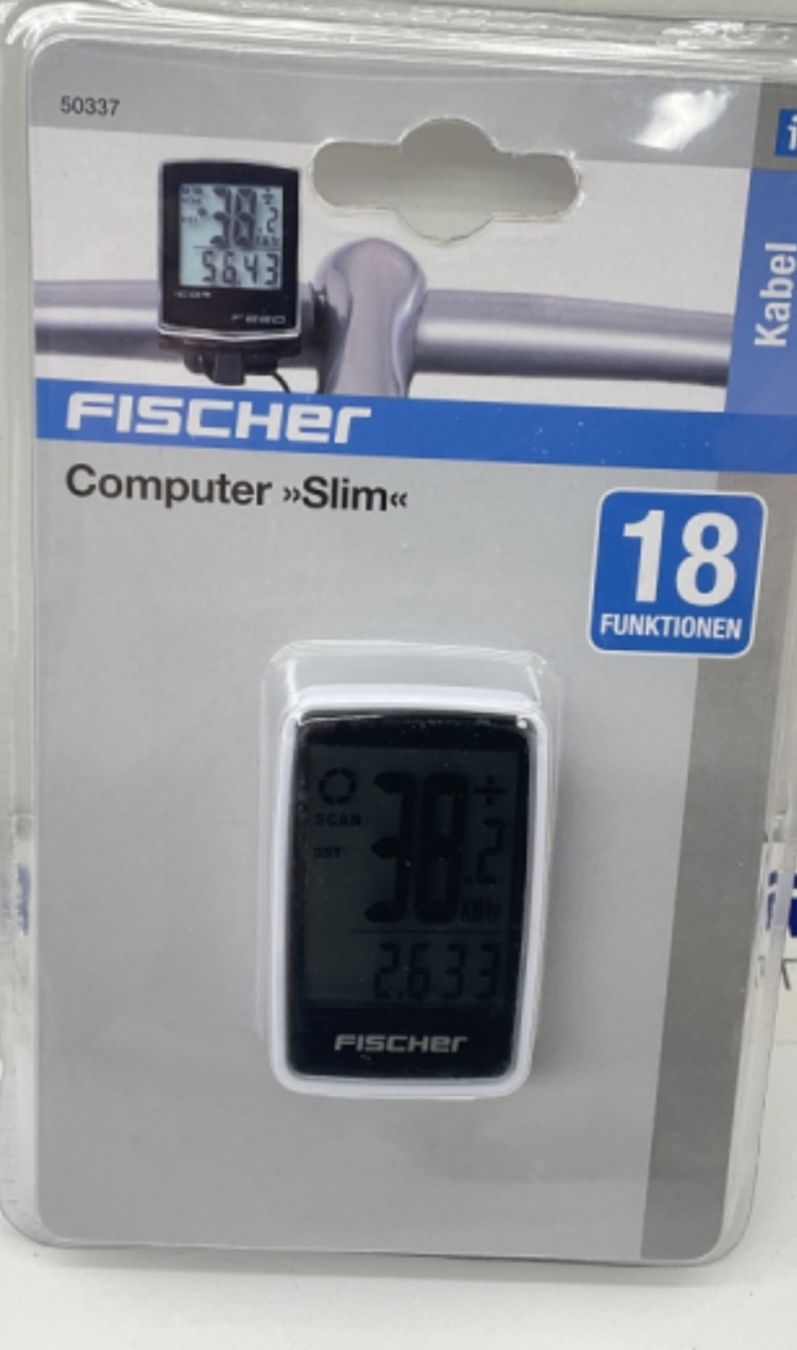 50337
i
Kabel
38.2
56.43
FISCHER
Computer »Slim«
18
FUNKTIONEN
SCAN
DST
38.2
KM/hr
2.633
FISCHER